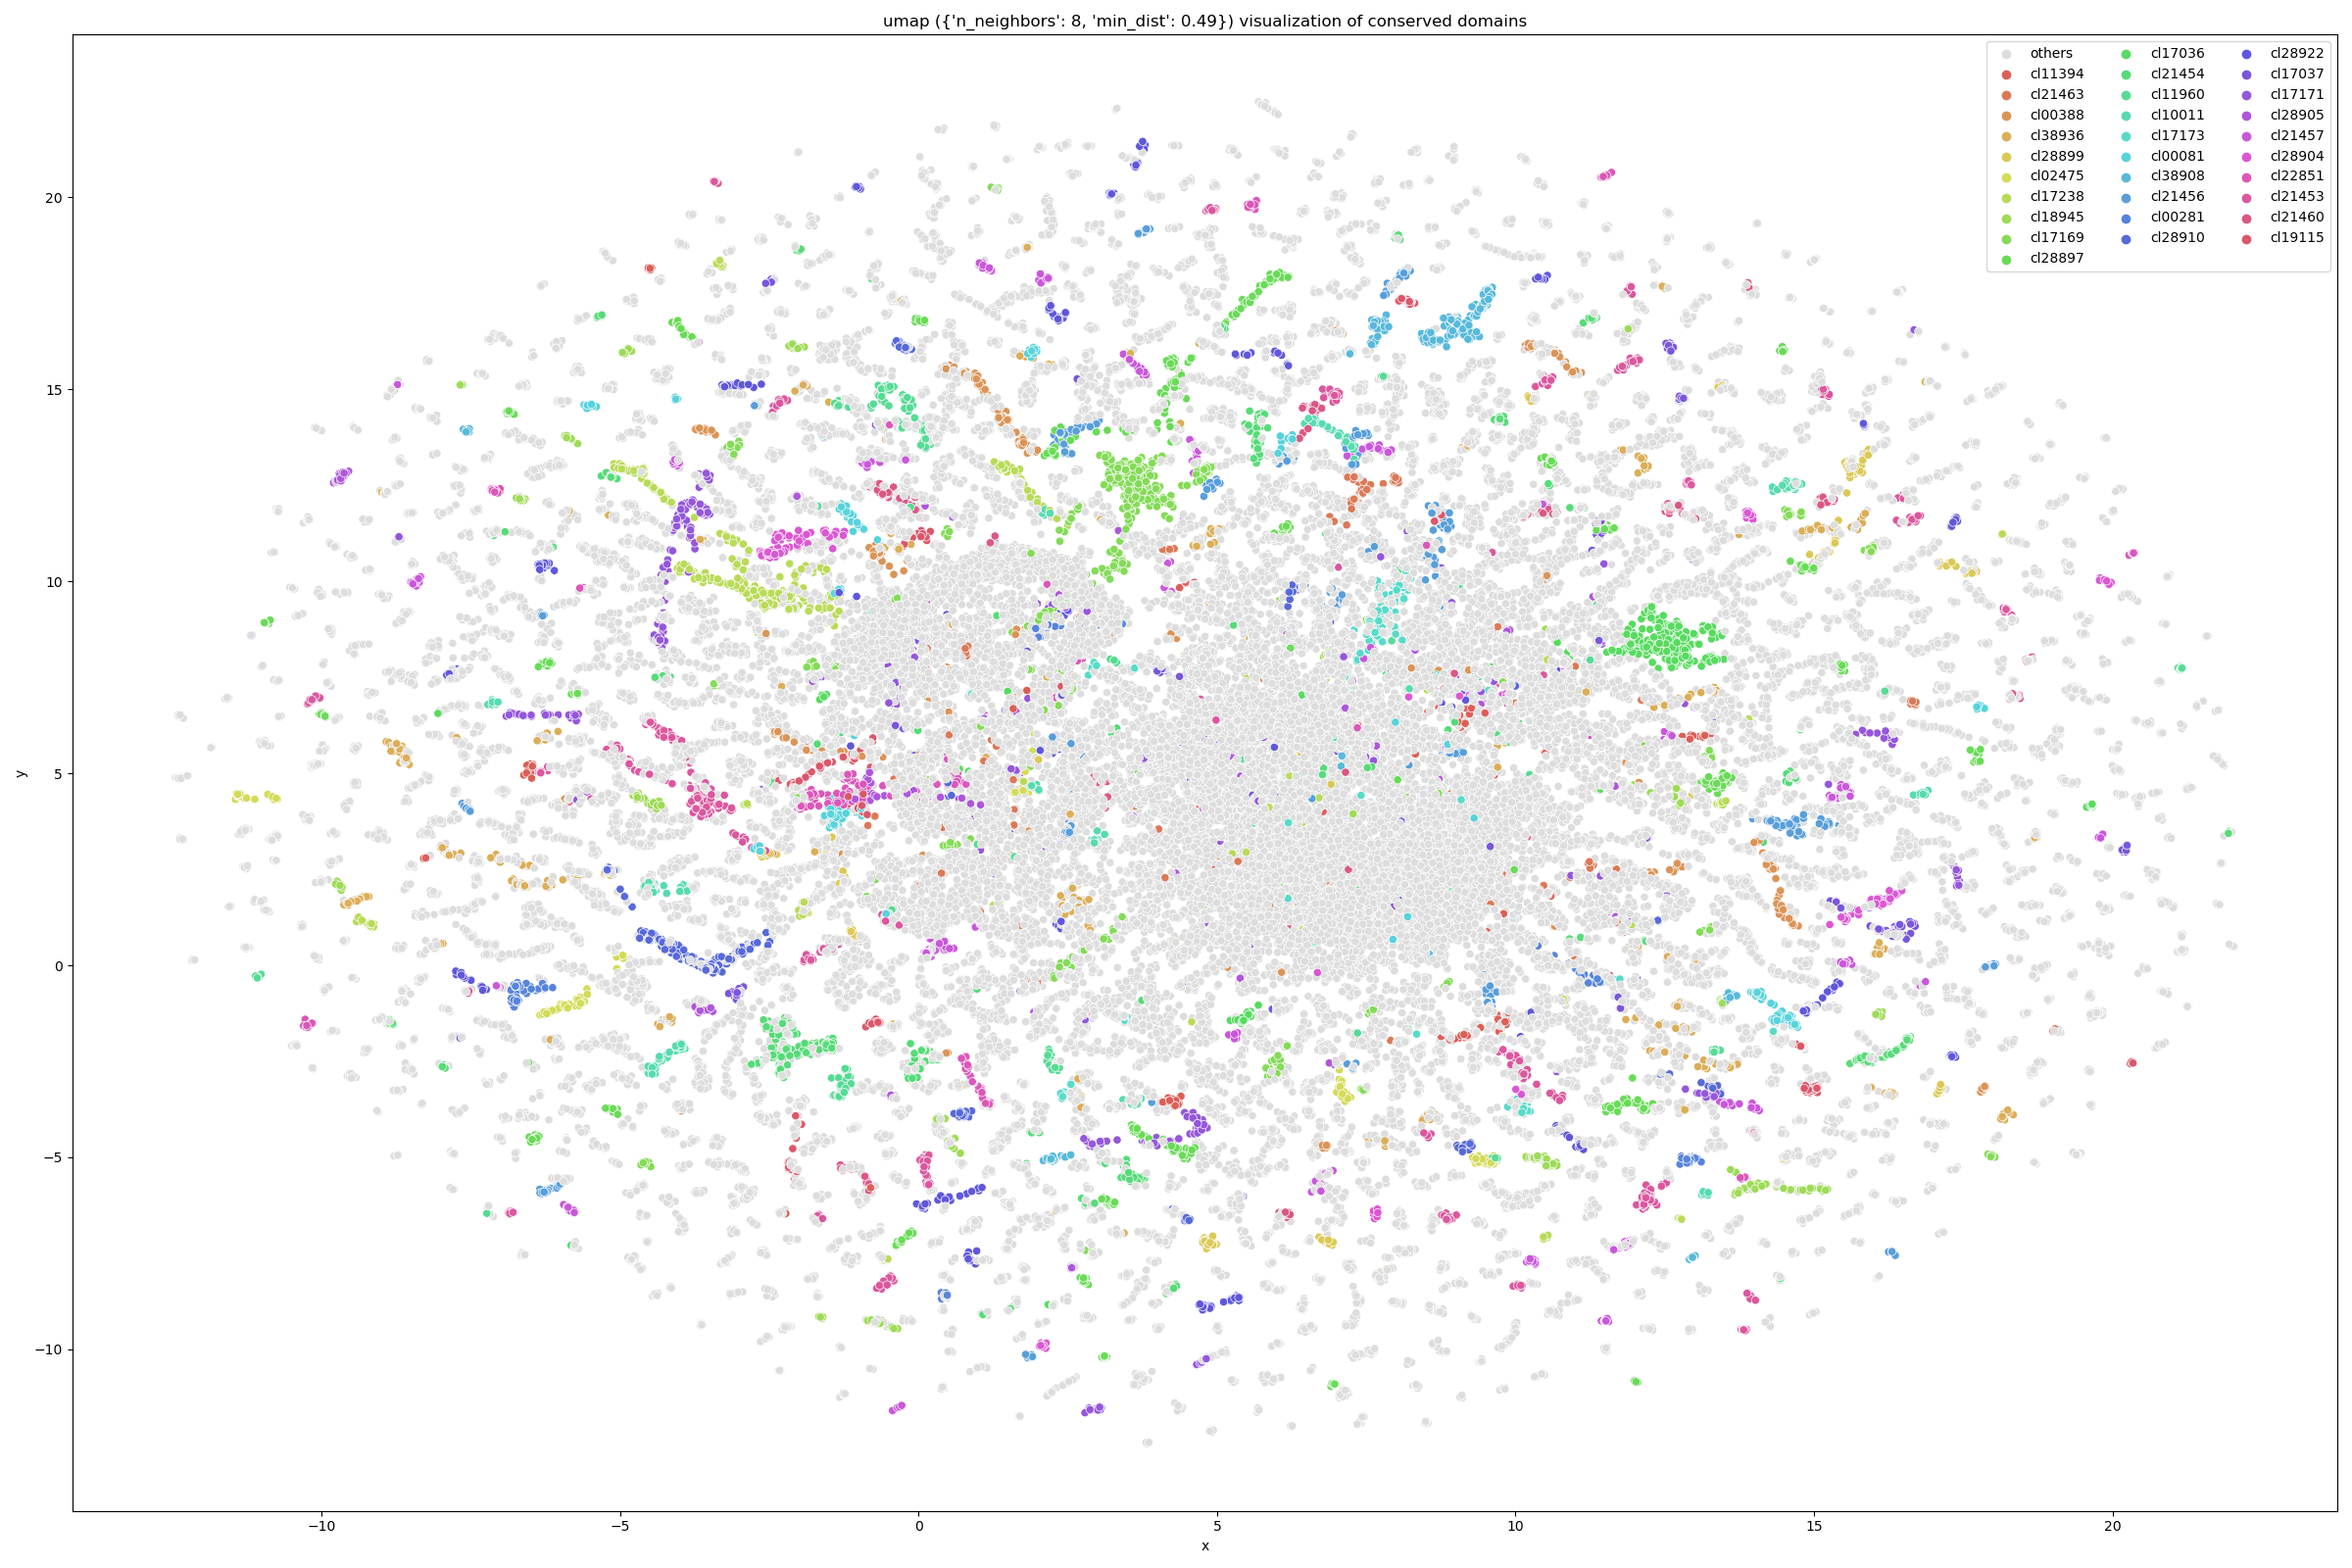 umap ({'n_neighbors': 8, 'min_dist': 0.49}) visualization of conserved domains
others
cl11394
cl21463
cl00388
cl38936
cl28899
cl02475
cl17238
cl18945
cl17169
cl28897
cl17036
cl21454
cl11960
cl10011
cl17173
cl00081
cl38908
cl21456
cl00281
cl28910
cl28922
cl17037
cl17171
cl28905
cl21457
cl28904
cl22851
cl21453
cl21460
cl19115
20
15
10
5
0
−5
−10
y
−10
−5
0
5
10
15
20
x